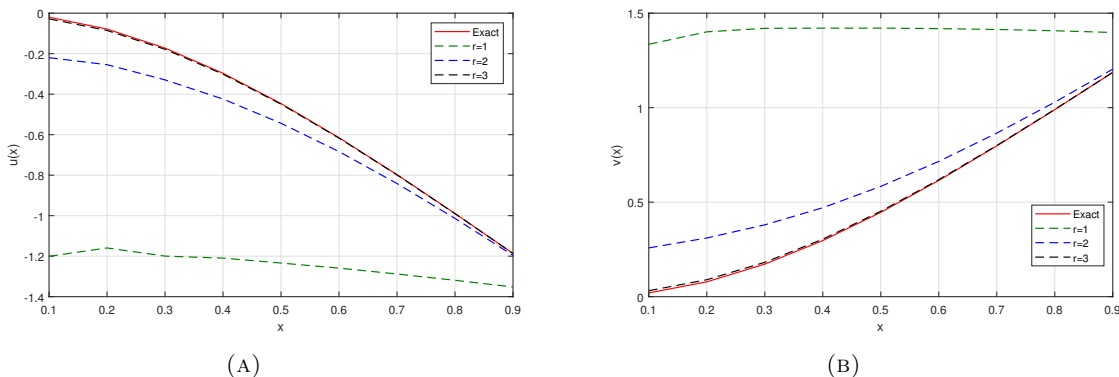 0
-0.2
-0.4
-0.6
-0.8
-1
-1.2
-1.4
u(x)
0.1 0.2 0.3 0.4 0.5 0.6 0.7 0.8 0.9
x
Exact
r=1
r=2
r=3
(A)
1.5
1
0.5
0
v(x)
0.1 0.2 0.3 0.4 0.5 0.6 0.7 0.8 0.9
x
Exact
r=1
r=2
r=3
(B)